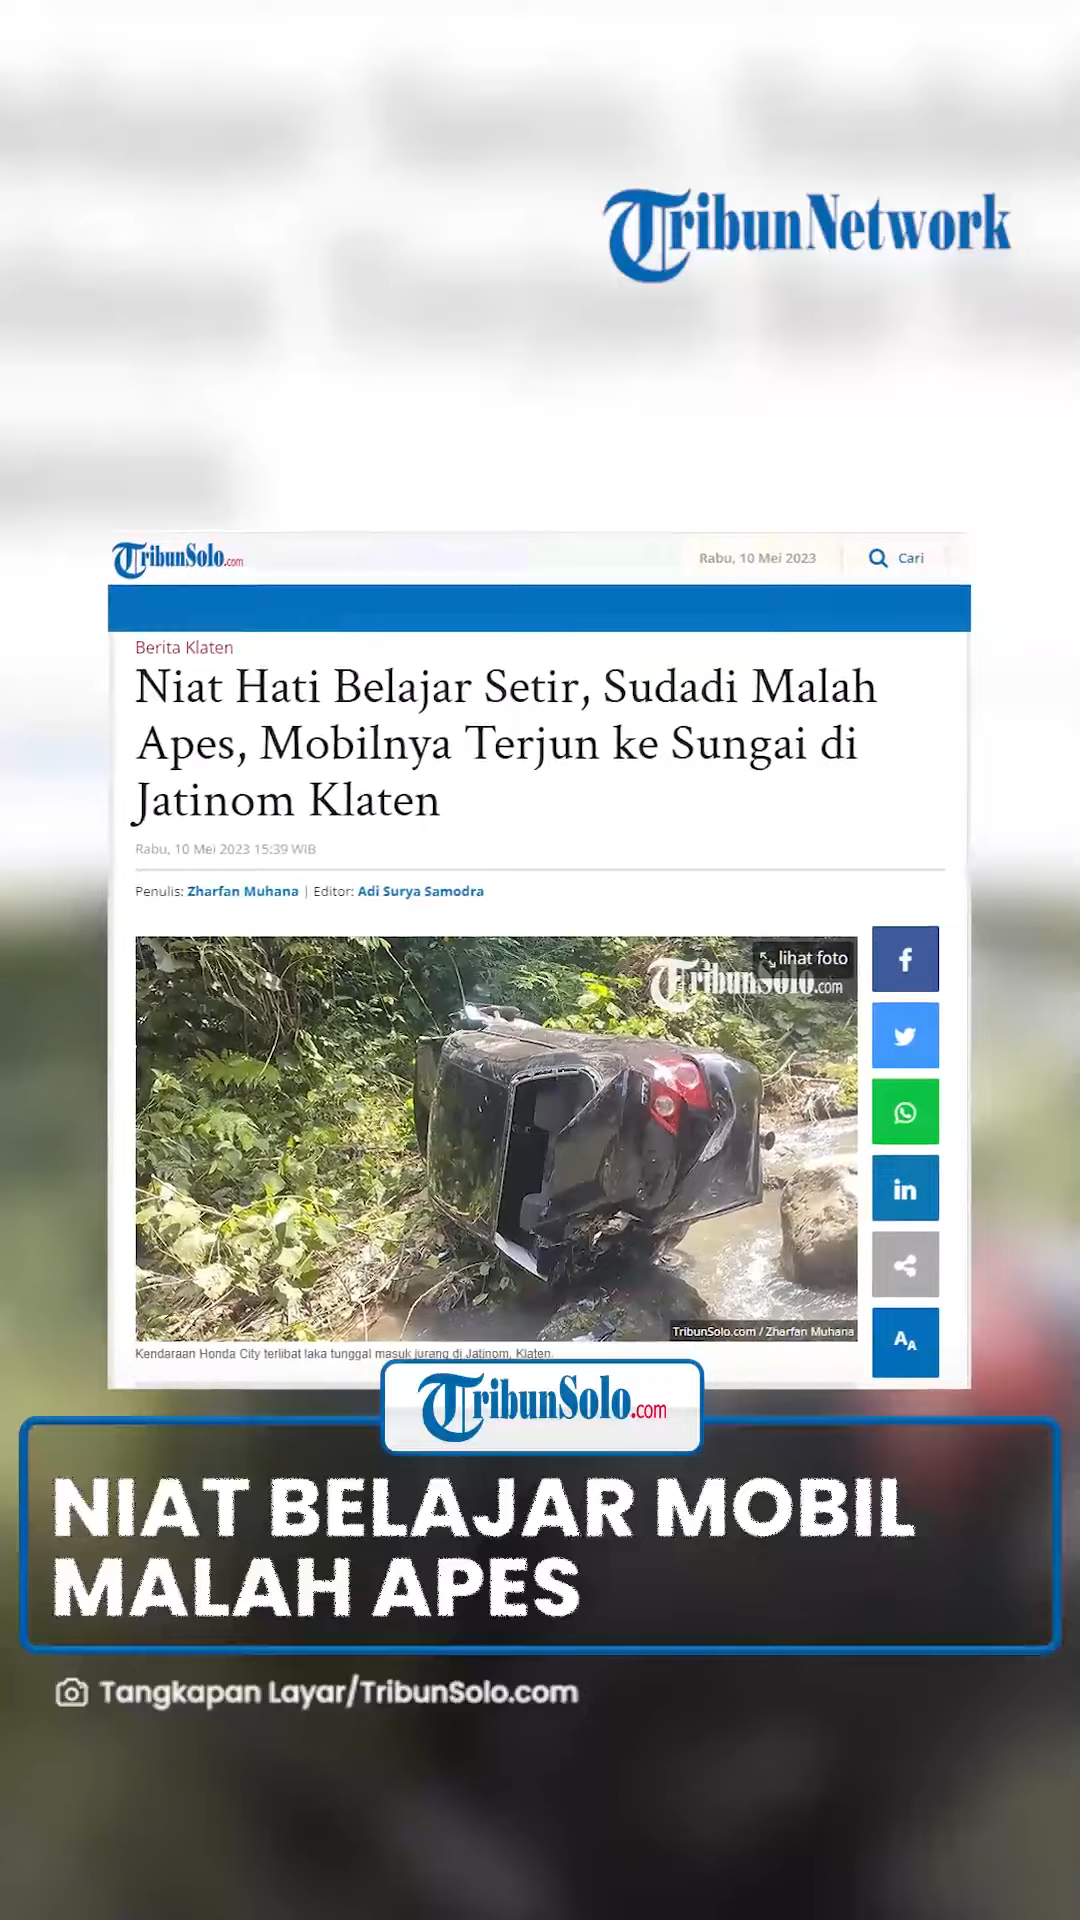 TribunNetwork
TribunSolo.com
Rabu, 10 Mei 2023
Cari
Berita Klaten
Niat Hati Belajar Setir, Sudadi Malah
Apes, Mobilnya Terjun ke Sungai di
Jatinom Klaten
Rabu, 10 Mei 2023 15:39 WIB
Penulis: Zharfan Muhana | Editor: Adi Surya Samodra
lihat foto
TribunSolo.com
TribunSolo.com / Zharfan Muhana
Kendaraan Honda City terlibat laka tunggal masuk jurang di Jatinom, Klaten.
f
in
AA
TribunSolo.com
NIAT BELAJAR MOBIL
MALAH APES
Tangkapan Layar/TribunSolo.com